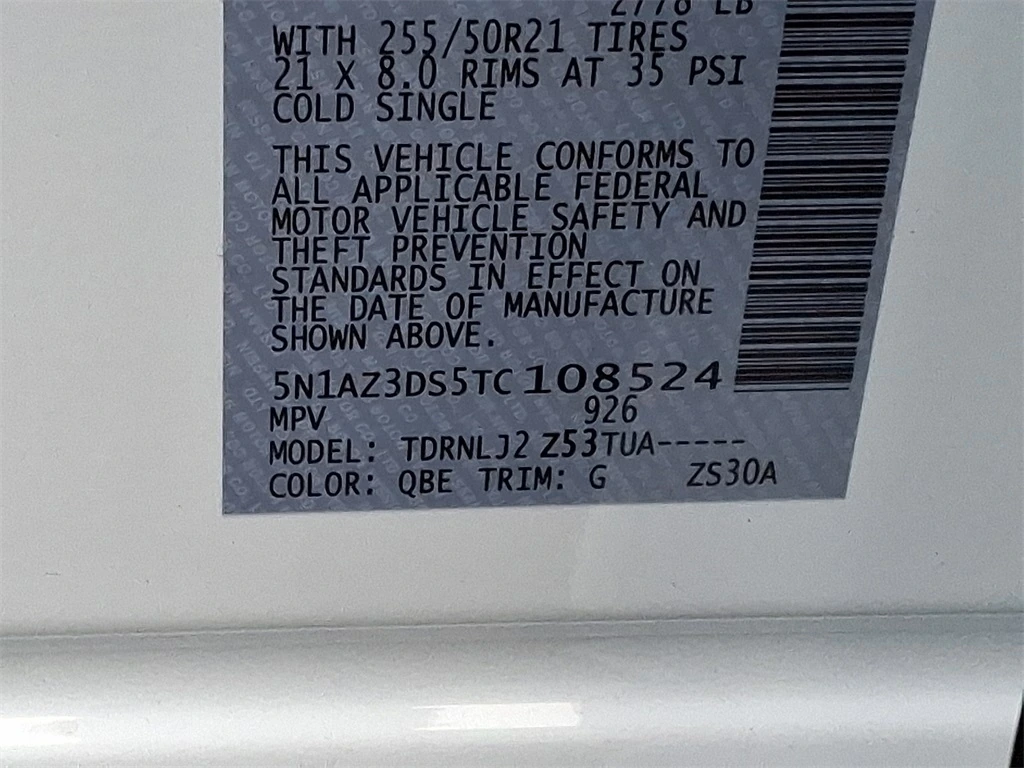 2778 LB
WITH 255/50R21 TIRES
21 X 8.0 RIMS AT 35 PSI
COLD SINGLE
THIS VEHICLE CONFORMS TO
ALL APPLICABLE FEDERAL
MOTOR VEHICLE SAFETY AND
THEFT PREVENTION
STANDARDS IN EFFECT ON
THE DATE OF MANUFACTURE
SHOWN ABOVE.
5N1AZ3DS5TC108524
MPV 926
MODEL: TDRNLJ2 Z53TUA-----
COLOR: QBE TRIM: G ZS30A